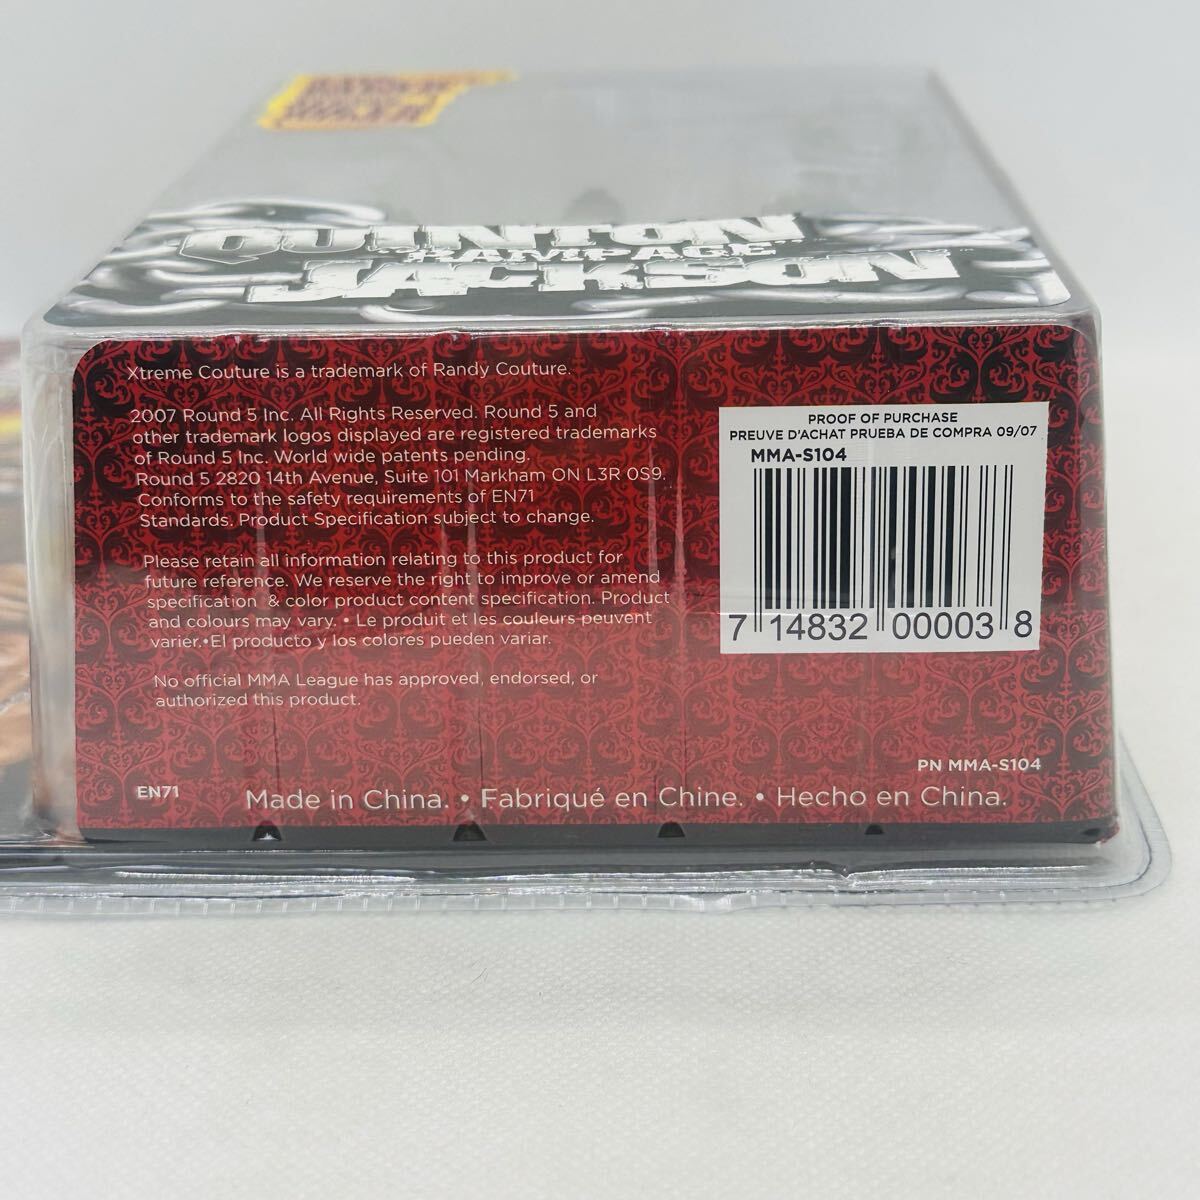 QUINTON
"RAMPAGE"
JACKSON
Xtreme Couture is a trademark of Randy Couture.
2007 Round 5 Inc. All Rights Reserved. Round 5 and
other trademark logos displayed are registered trademarks
of Round 5 Inc. World wide patents pending.
Round 5 2820 14th Avenue, Suite 101 Markham ON L3R 0S9.
Conforms to the safety requirements of EN71
Standards. Product Specification subject to change.
Please retain all information relating to this product for
future reference. We reserve the right to improve or amend
specification & color product content specification. Product
and colours may vary. • Le produit et les couleurs peuvent
varier.•El producto y los colores pueden variar.
No official MMA League has approved, endorsed, or
authorized this product.
PROOF OF PURCHASE
PREUVE D'ACHAT PRUEBA DE COMPRA 09/07
MMA-S104
7 14832 00003 8
PN MMA-S104
EN71
Made in China. • Fabriqué en Chine. • Hecho en China.